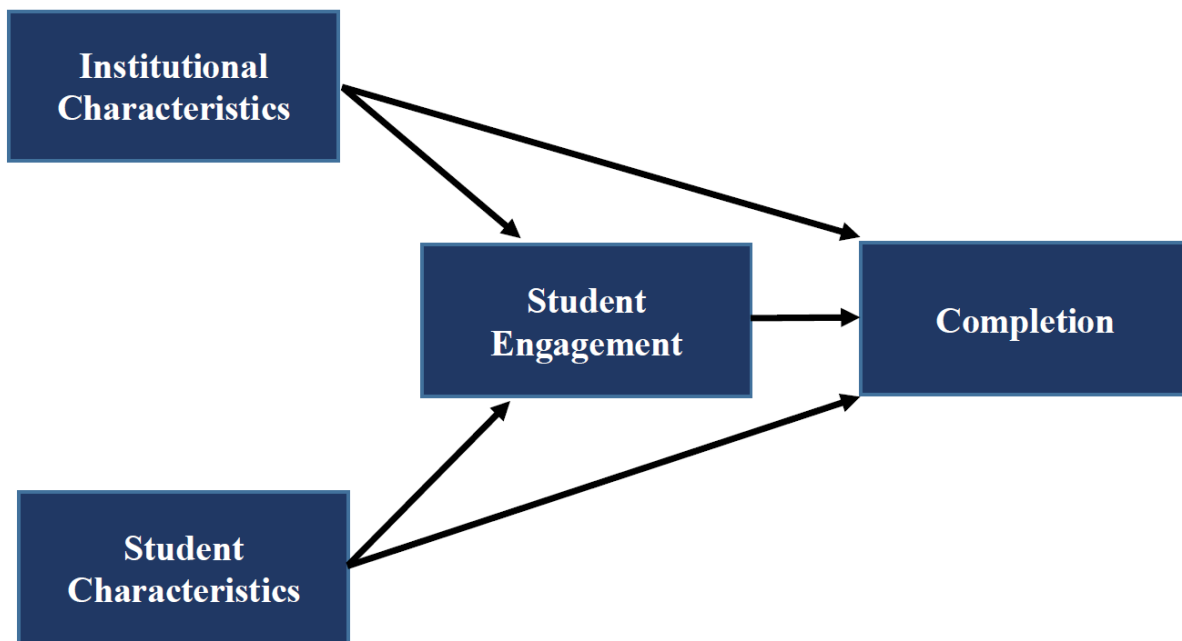 Institutional
Characteristics
Student
Engagement
Completion
Student
Characteristics